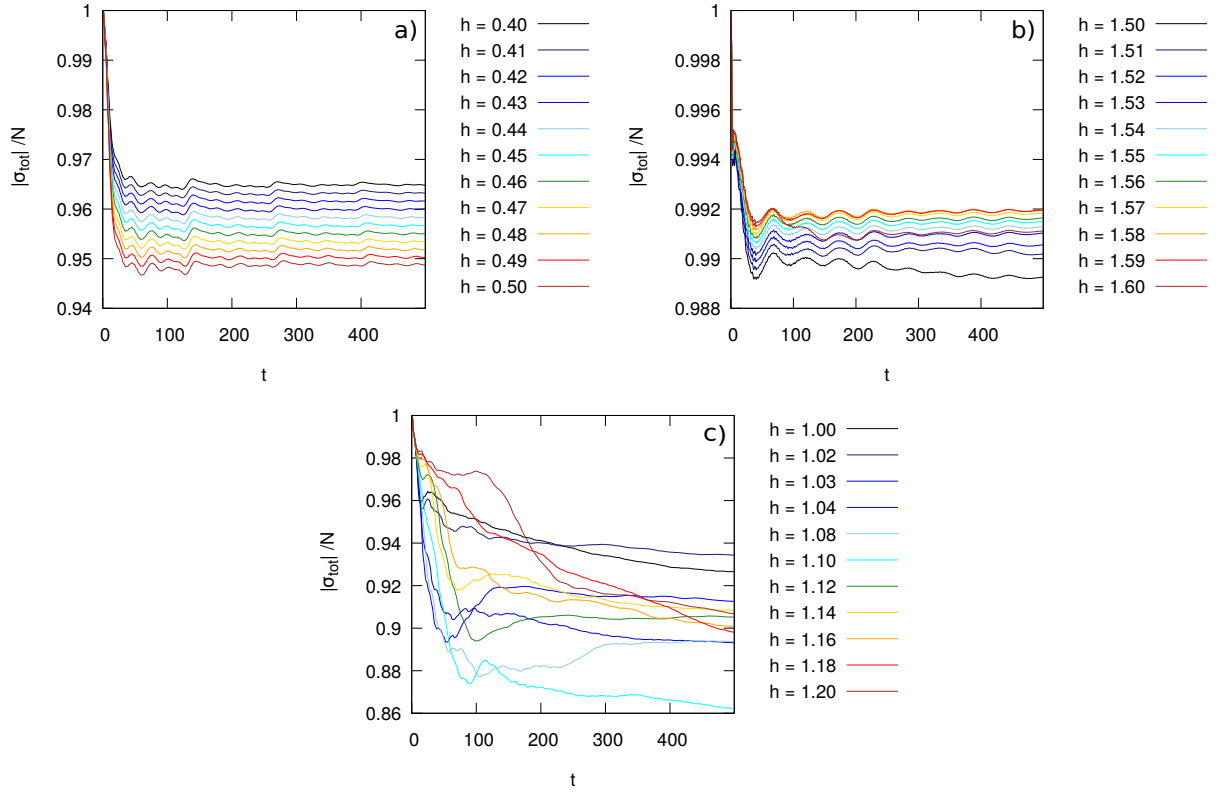 a)
|σtot| /N
1
0.99
0.98
0.97
0.96
0.95
0.94
0 100 200 300 400
t
h = 0.40
h = 0.41
h = 0.42
h = 0.43
h = 0.44
h = 0.45
h = 0.46
h = 0.47
h = 0.48
h = 0.49
h = 0.50
b)
|σtot| /N
1
0.998
0.996
0.994
0.992
0.99
0.988
0 100 200 300 400
t
h = 1.50
h = 1.51
h = 1.52
h = 1.53
h = 1.54
h = 1.55
h = 1.56
h = 1.57
h = 1.58
h = 1.59
h = 1.60
c)
|σtot| /N
1
0.98
0.96
0.94
0.92
0.9
0.88
0.86
0 100 200 300 400
t
h = 1.00
h = 1.02
h = 1.03
h = 1.04
h = 1.08
h = 1.10
h = 1.12
h = 1.14
h = 1.16
h = 1.18
h = 1.20